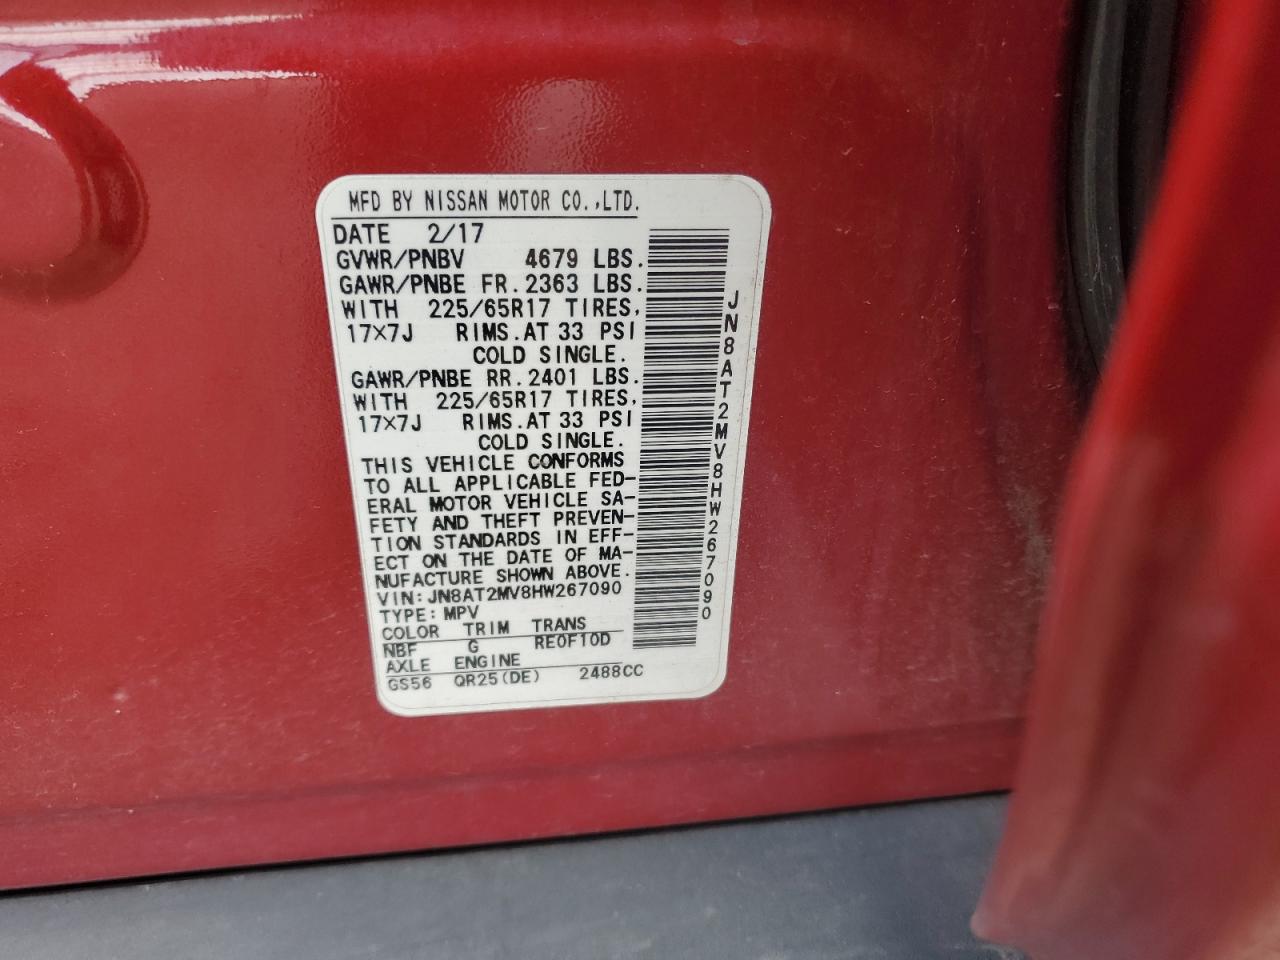 MFD BY NISSAN MOTOR CO.,LTD.
DATE 2/17
GVWR/PNBV 4679 LBS.
GAWR/PNBE FR.2363 LBS.
WITH 225/65R17 TIRES,
17×7J RIMS.AT 33 PSI
COLD SINGLE.
GAWR/PNBE RR.2401 LBS.
WITH 225/65R17 TIRES,
17×7J RIMS.AT 33 PSI
COLD SINGLE.
THIS VEHICLE CONFORMS
TO ALL APPLICABLE FED-
ERAL MOTOR VEHICLE SA-
FETY AND THEFT PREVEN-
TION STANDARDS IN EFF-
ECT ON THE DATE OF MA-
NUFACTURE SHOWN ABOVE.
VIN:JN8AT2MV8HW267090
TYPE:MPV
COLOR TRIM TRANS
NBF G RE0F10D
AXLE ENGINE
GS56 QR25(DE) 2488CC
JN8AT2MV8HW267090